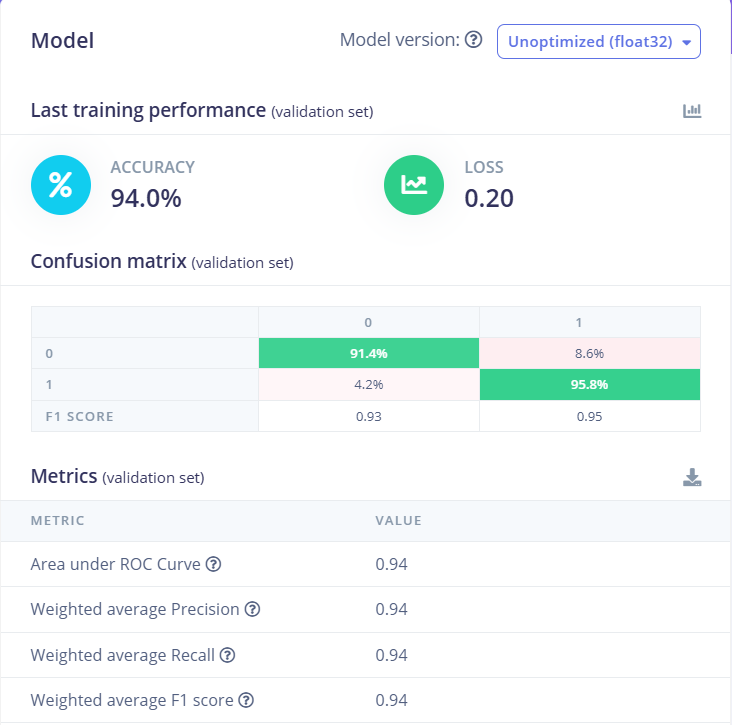 Model
Model version: Unoptimized (float32)
Last training performance (validation set)
% ACCURACY
94.0%
LOSS
0.20
Confusion matrix (validation set)
0 1
0 91.4% 8.6%
1 4.2% 95.8%
F1 SCORE 0.93 0.95
Metrics (validation set)
METRIC VALUE
Area under ROC Curve 0.94
Weighted average Precision 0.94
Weighted average Recall 0.94
Weighted average F1 score 0.94